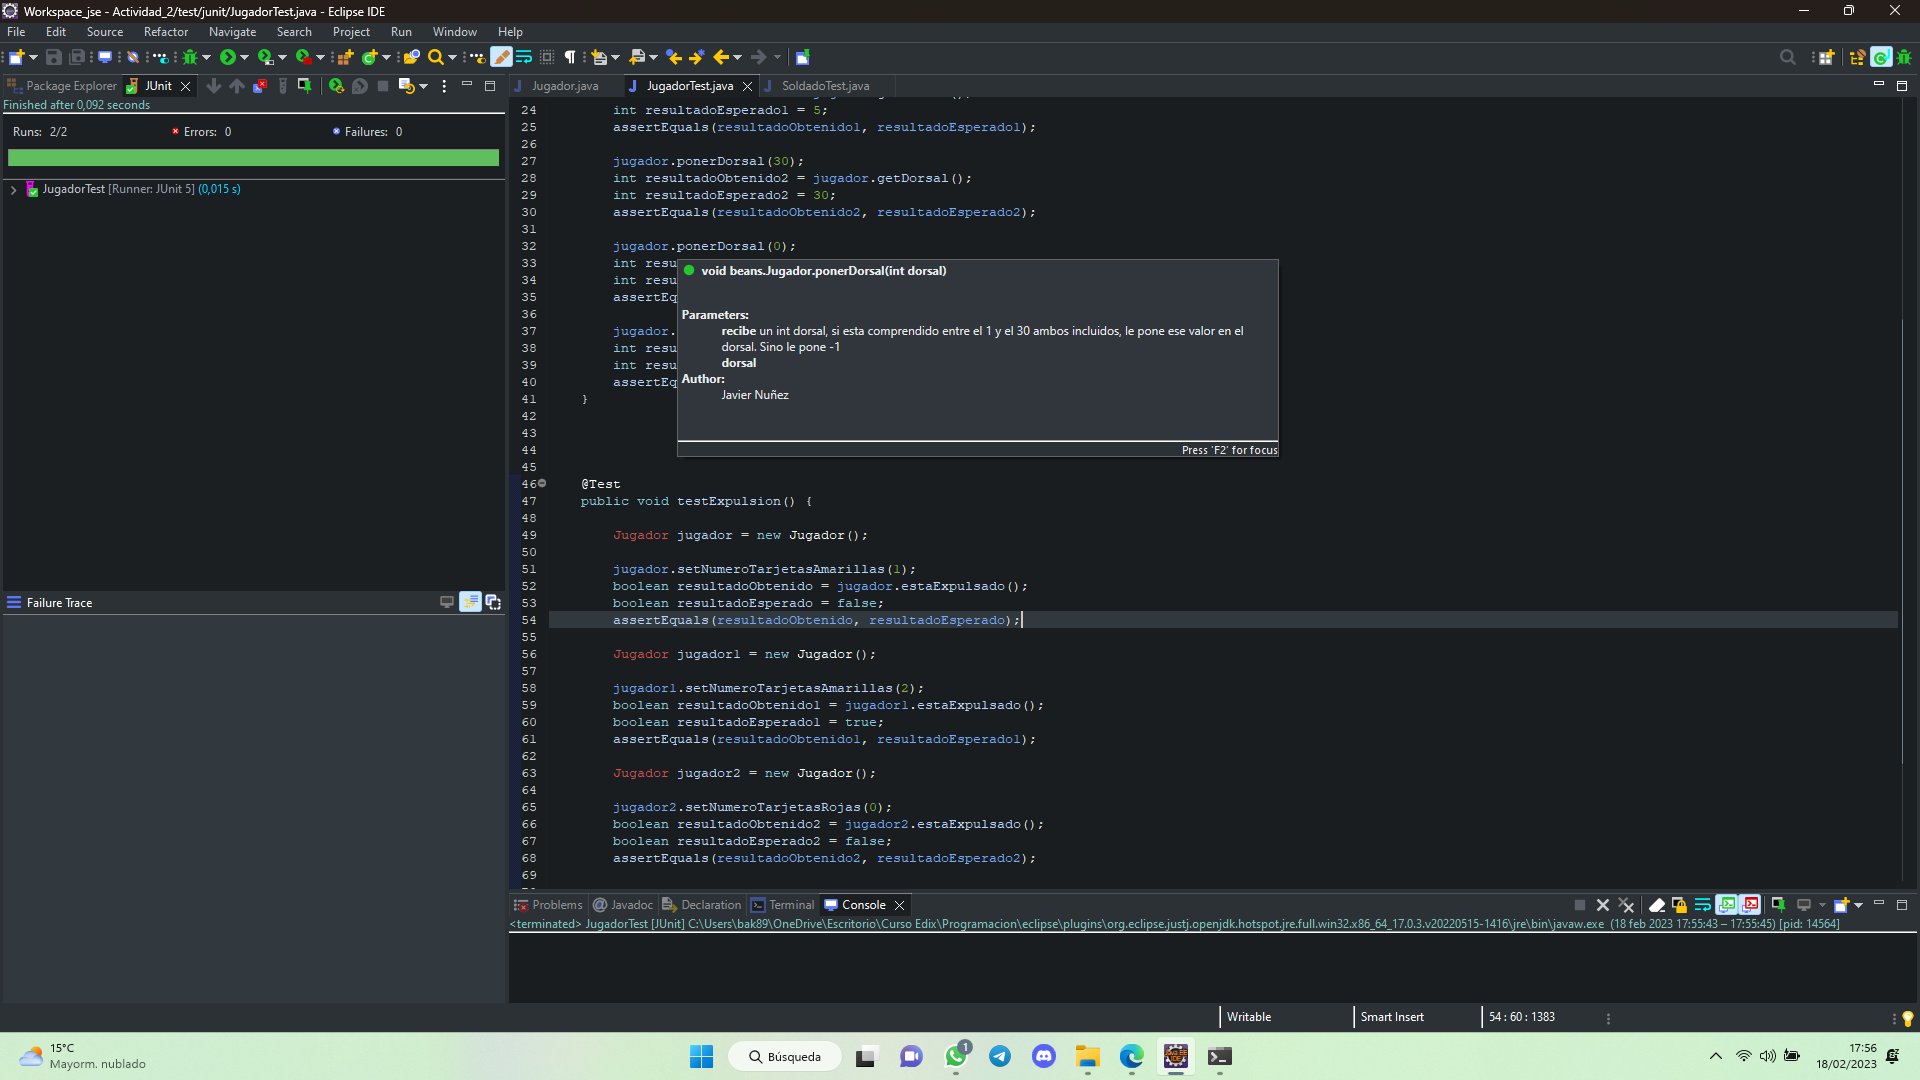 Workspace_jse - Actividad_2/test/junit/JugadorTest.java - Eclipse IDE
File Edit Source Refactor Navigate Search Project Run Window Help
Package Explorer JUnit
Jugador.java JugadorTest.java SoldadoTest.java
Finished after 0,092 seconds
Runs: 2/2 Errors: 0 Failures: 0
JugadorTest [Runner: JUnit 5] (0,015 s)
Failure Trace
24 int resultadoEsperado1 = 5;
25 assertEquals(resultadoObtenido1, resultadoEsperado1);
26
27 jugador.ponerDorsal(30);
28 int resultadoObtenido2 = jugador.getDorsal();
29 int resultadoEsperado2 = 30;
30 assertEquals(resultadoObtenido2, resultadoEsperado2);
31
32 jugador.ponerDorsal(0);
33 int resu
34 int resu
35 assertEq
36
37 jugador.
38 int resu
39 int resu
40 assertEq
41 }
42
43
44
45
void beans.Jugador.ponerDorsal(int dorsal)
Parameters:
recibe un int dorsal, si esta comprendido entre el 1 y el 30 ambos incluidos, le pone ese valor en el
dorsal. Sino le pone -1
dorsal
Author:
Javier Nuñez
Press 'F2' for focus
46 @Test
47 public void testExpulsion() {
48
49 Jugador jugador = new Jugador();
50
51 jugador.setNumeroTarjetasAmarillas(1);
52 boolean resultadoObtenido = jugador.estaExpulsado();
53 boolean resultadoEsperado = false;
54 assertEquals(resultadoObtenido, resultadoEsperado);
55
56 Jugador jugador1 = new Jugador();
57
58 jugador1.setNumeroTarjetasAmarillas(2);
59 boolean resultadoObtenido1 = jugador1.estaExpulsado();
60 boolean resultadoEsperado1 = true;
61 assertEquals(resultadoObtenido1, resultadoEsperado1);
62
63 Jugador jugador2 = new Jugador();
64
65 jugador2.setNumeroTarjetasRojas(0);
66 boolean resultadoObtenido2 = jugador2.estaExpulsado();
67 boolean resultadoEsperado2 = false;
68 assertEquals(resultadoObtenido2, resultadoEsperado2);
69
Problems Javadoc Declaration Terminal Console
<terminated> JugadorTest [JUnit] C:\Users\bak89\OneDrive\Escritorio\Curso Edix\Programacion\eclipse\plugins\org.eclipse.justj.openjdk.hotspot.jre.full.win32.x86_64_17.0.3.v20220515-1416\jre\bin\javaw.exe (18 feb 2023 17:55:43 – 17:55:45) [pid: 14564]
Writable Smart Insert 54 : 60 : 1383
15°C
Mayorm. nublado
Búsqueda
1
17:56
18/02/2023